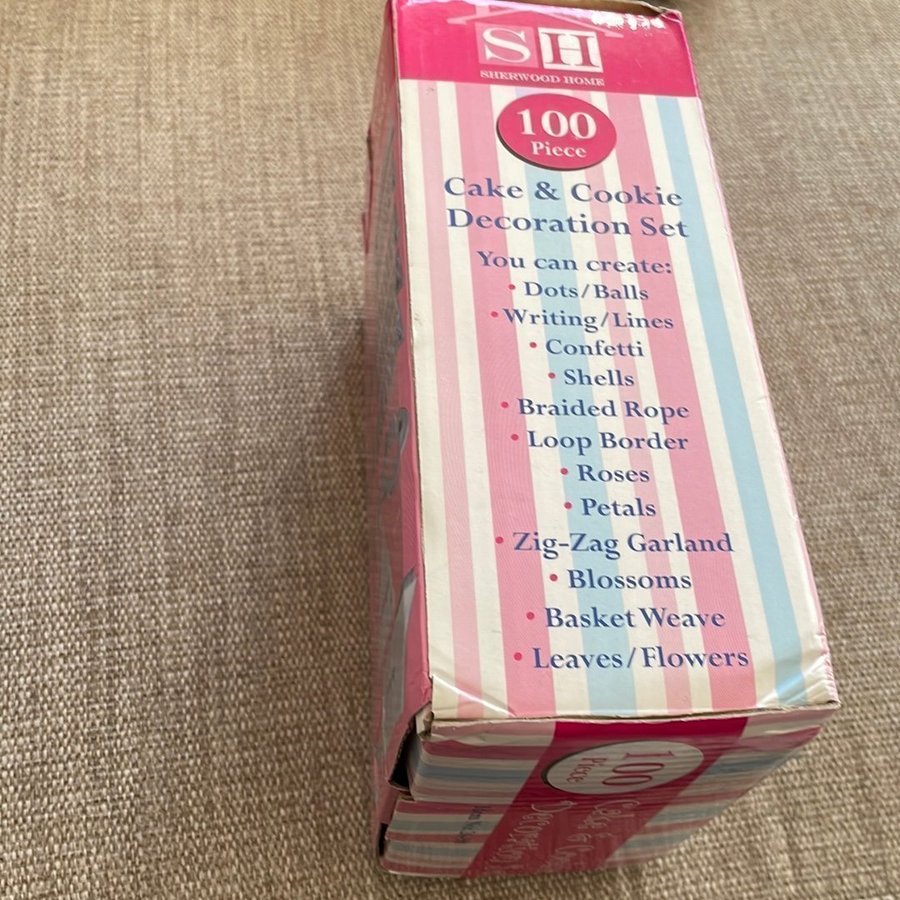 SH
SHERWOOD HOME
100
Piece
Cake & Cookie
Decoration Set
You can create:
• Dots/Balls
• Writing/Lines
• Confetti
• Shells
• Braided Rope
• Loop Border
• Roses
• Petals
• Zig-Zag Garland
• Blossoms
• Basket Weave
• Leaves/Flowers
100
Piece